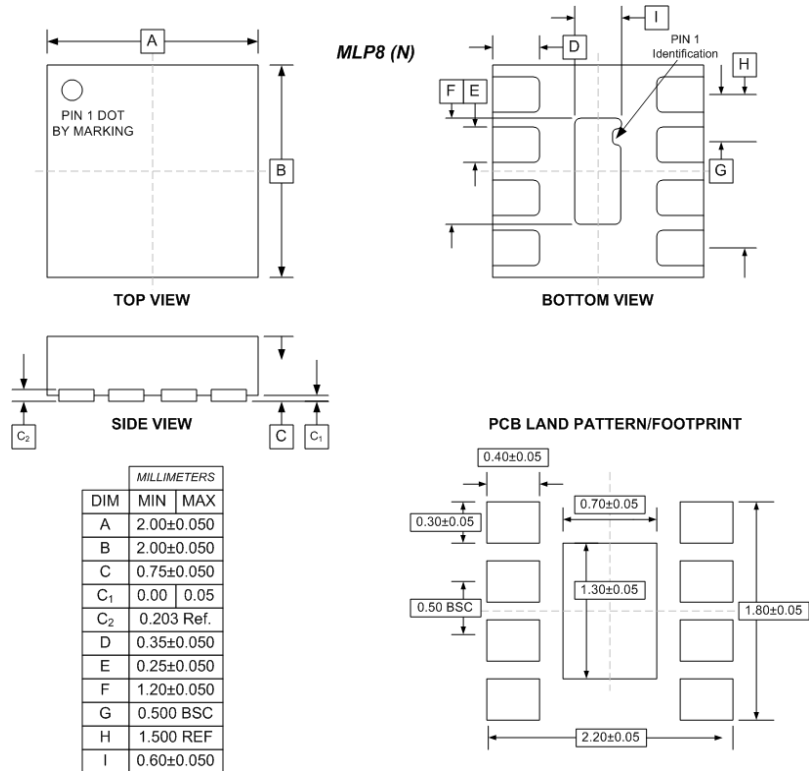 A
MLP8 (N)
I
D
PIN 1
Identification
H
F
E
PIN 1 DOT
BY MARKING
B
G
TOP VIEW
BOTTOM VIEW
SIDE VIEW
C₂
C
C₁
PCB LAND PATTERN/FOOTPRINT
0.40±0.05
0.70±0.05
0.30±0.05
1.30±0.05
0.50 BSC
1.80±0.05
2.20±0.05
MILLIMETERS
DIM MIN MAX
A 2.00±0.050
B 2.00±0.050
C 0.75±0.050
C₁ 0.00 0.05
C₂ 0.203 Ref.
D 0.35±0.050
E 0.25±0.050
F 1.20±0.050
G 0.500 BSC
H 1.500 REF
I 0.60±0.050